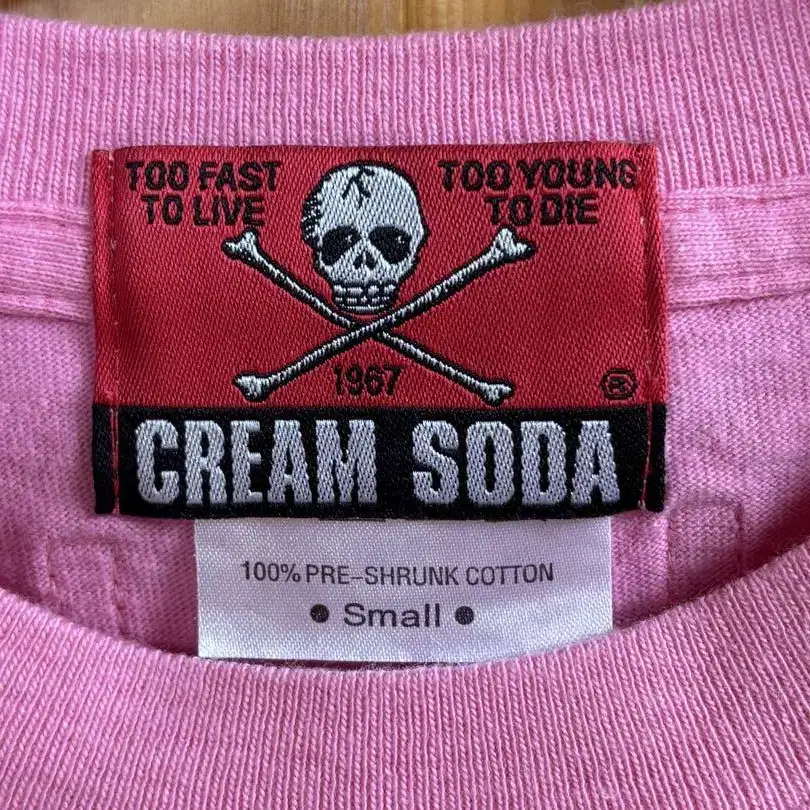 TOO FAST
TO LIVE
TOO YOUNG
TO DIE
1967
®
CREAM SODA
100% PRE-SHRUNK COTTON
• Small •